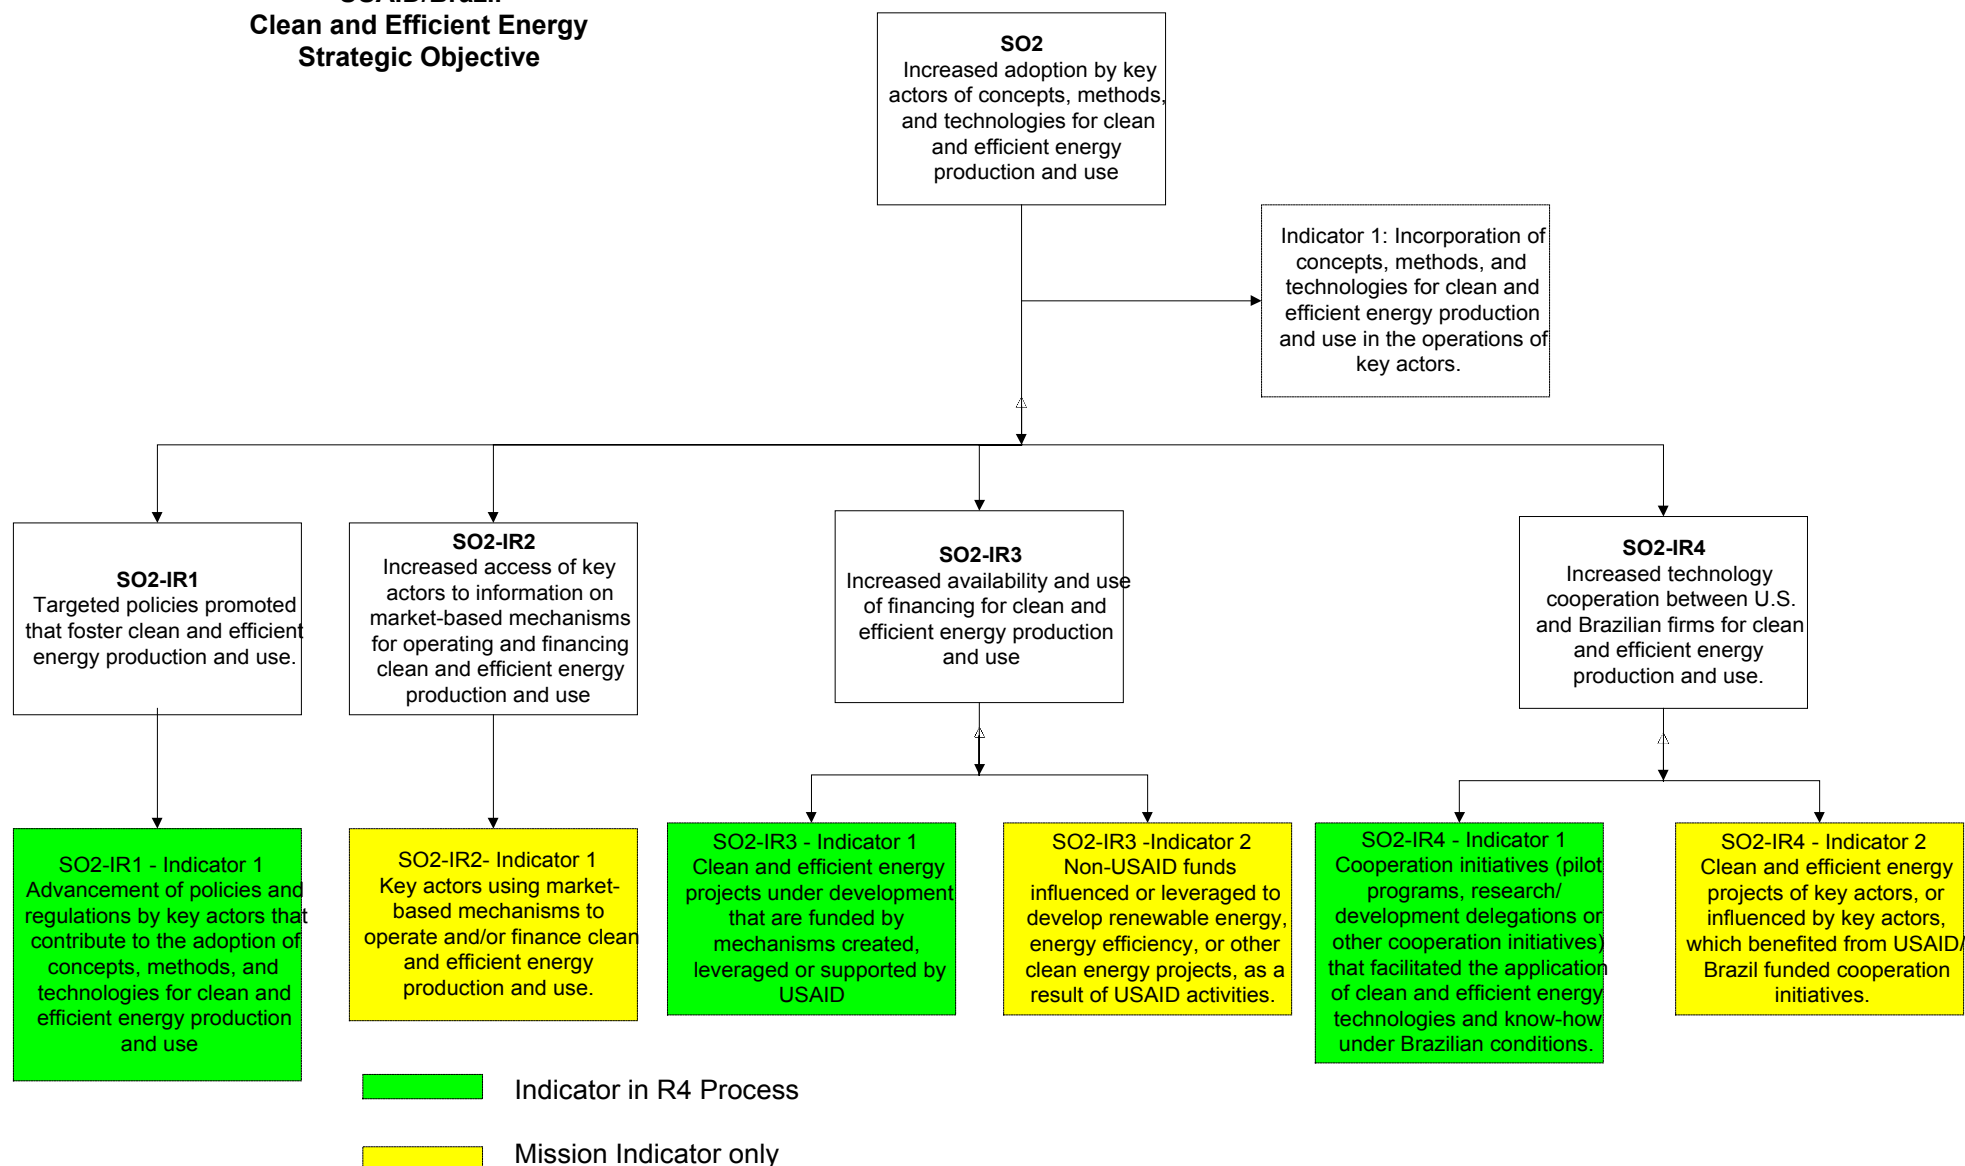 Clean and Efficient Energy
Strategic Objective
SO2
Increased adoption by key
actors of concepts, methods,
and technologies for clean
and efficient energy
production and use
Indicator 1: Incorporation of
concepts, methods, and
technologies for clean and
efficient energy production
and use in the operations of
key actors.
SO2-IR1
Targeted policies promoted
that foster clean and efficient
energy production and use.
SO2-IR2
Increased access of key
actors to information on
market-based mechanisms
for operating and financing
clean and efficient energy
production and use
SO2-IR3
Increased availability and use
of financing for clean and
efficient energy production
and use
SO2-IR4
Increased technology
cooperation between U.S.
and Brazilian firms for clean
and efficient energy
production and use.
SO2-IR1 - Indicator 1
Advancement of policies and
regulations by key actors that
contribute to the adoption of
concepts, methods, and
technologies for clean and
efficient energy production
and use
SO2-IR2- Indicator 1
Key actors using market-
based mechanisms to
operate and/or finance clean
and efficient energy
production and use.
SO2-IR3 - Indicator 1
Clean and efficient energy
projects under development
that are funded by
mechanisms created,
leveraged or supported by
USAID
SO2-IR3 -Indicator 2
Non-USAID funds
influenced or leveraged to
develop renewable energy,
energy efficiency, or other
clean energy projects, as a
result of USAID activities.
SO2-IR4 - Indicator 1
Cooperation initiatives (pilot
programs, research/
development delegations or
other cooperation initiatives)
that facilitated the application
of clean and efficient energy
technologies and know-how
under Brazilian conditions.
SO2-IR4 - Indicator 2
Clean and efficient energy
projects of key actors, or
influenced by key actors,
which benefited from USAID/
Brazil funded cooperation
initiatives.
Indicator in R4 Process
Mission Indicator only